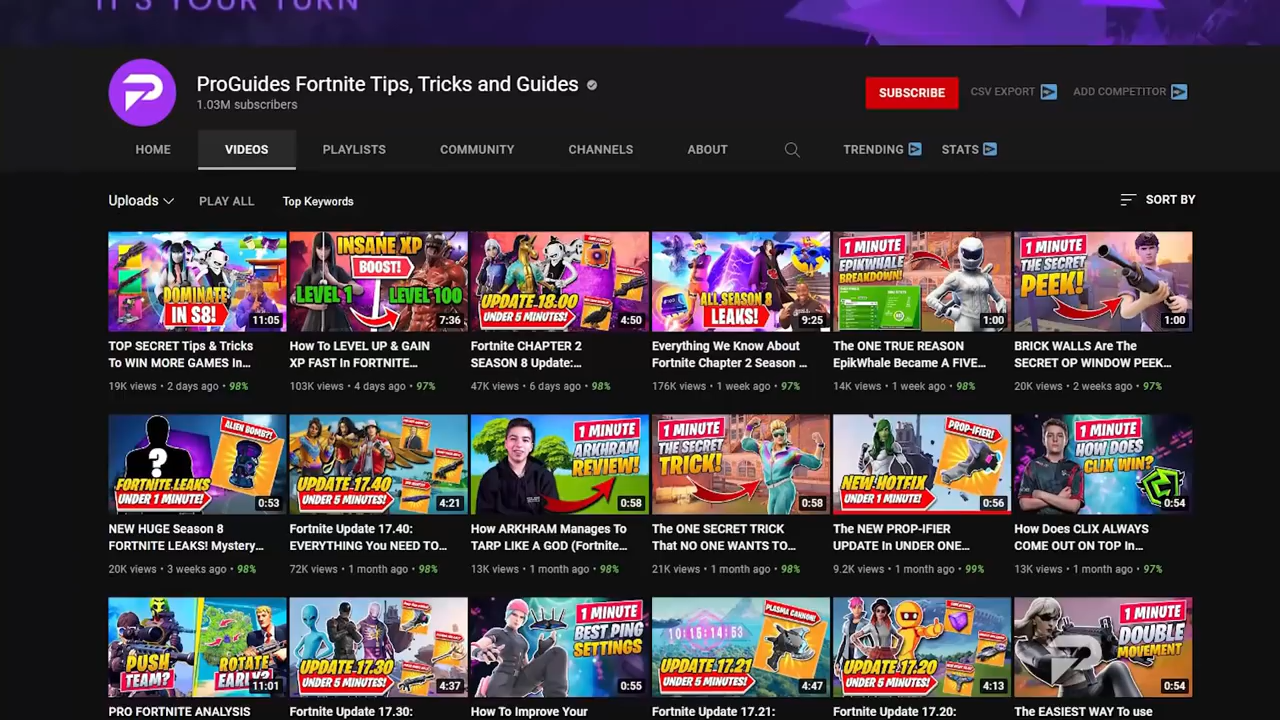 IT'S YOUR TURN
ProGuides Fortnite Tips, Tricks and Guides
1.03M subscribers
SUBSCRIBE
CSV EXPORT
ADD COMPETITOR
HOME
VIDEOS
PLAYLISTS
COMMUNITY
CHANNELS
ABOUT
TRENDING
STATS
Uploads
PLAY ALL
Top Keywords
SORT BY
DOMINATE
IN S8!
11:05
TOP SECRET Tips & Tricks
To WIN MORE GAMES In...
19K views • 2 days ago • 98%
INSANE XP
BOOST!
LEVEL 1
LEVEL 100
7:36
How To LEVEL UP & GAIN
XP FAST In FORTNITE...
103K views • 4 days ago • 97%
UPDATE 18.00
UNDER 5 MINUTES!
4:50
Fortnite CHAPTER 2
SEASON 8 Update:...
47K views • 6 days ago • 98%
ALL SEASON 8
LEAKS!
9:25
Everything We Know About
Fortnite Chapter 2 Season ...
176K views • 1 week ago • 97%
1 MINUTE
EPIKWHALE
BREAKDOWN!
1:00
The ONE TRUE REASON
EpikWhale Became A FIVE...
14K views • 1 week ago • 98%
1 MINUTE
THE SECRET
PEEK!
1:00
BRICK WALLS Are The
SECRET OP WINDOW PEEK...
20K views • 2 weeks ago • 97%
ALIEN BOMB?!
?
FORTNITE LEAKS
UNDER 1 MINUTE!
0:53
NEW HUGE Season 8
FORTNITE LEAKS! Mystery...
20K views • 3 weeks ago • 98%
UPDATE 17.40
UNDER 5 MINUTES!
4:21
Fortnite Update 17.40:
EVERYTHING You NEED TO...
72K views • 1 month ago • 98%
1 MINUTE
ARKHRAM
REVIEW!
0:58
How ARKHRAM Manages To
TARP LIKE A GOD (Fortnite...
13K views • 1 month ago • 98%
1 MINUTE
THE SECRET
TRICK!
0:58
The ONE SECRET TRICK
That NO ONE WANTS TO...
21K views • 1 month ago • 98%
PROP-IFIER!
NEW HOTFIX
UNDER 1 MINUTE!
0:56
The NEW PROP-IFIER
UPDATE In UNDER ONE...
9.2K views • 1 month ago • 99%
1 MINUTE
HOW DOES
CLIX WIN?
0:54
How Does CLIX ALWAYS
COME OUT ON TOP In...
13K views • 1 month ago • 97%
PUSH
TEAM?
ROTATE
EARLY?
11:01
PRO FORTNITE ANALYSIS
UPDATE 17.30
UNDER 5 MINUTES!
4:37
Fortnite Update 17.30:
1 MINUTE
BEST PING
SETTINGS
0:55
How To Improve Your
PLASMA CANNON!
10:15:14:53
UPDATE 17.21
UNDER 5 MINUTES!
4:47
Fortnite Update 17.21:
UPDATE 17.20
UNDER 5 MINUTES!
4:13
Fortnite Update 17.20:
1 MINUTE
DOUBLE
MOVEMENT
0:54
The EASIEST WAY To use